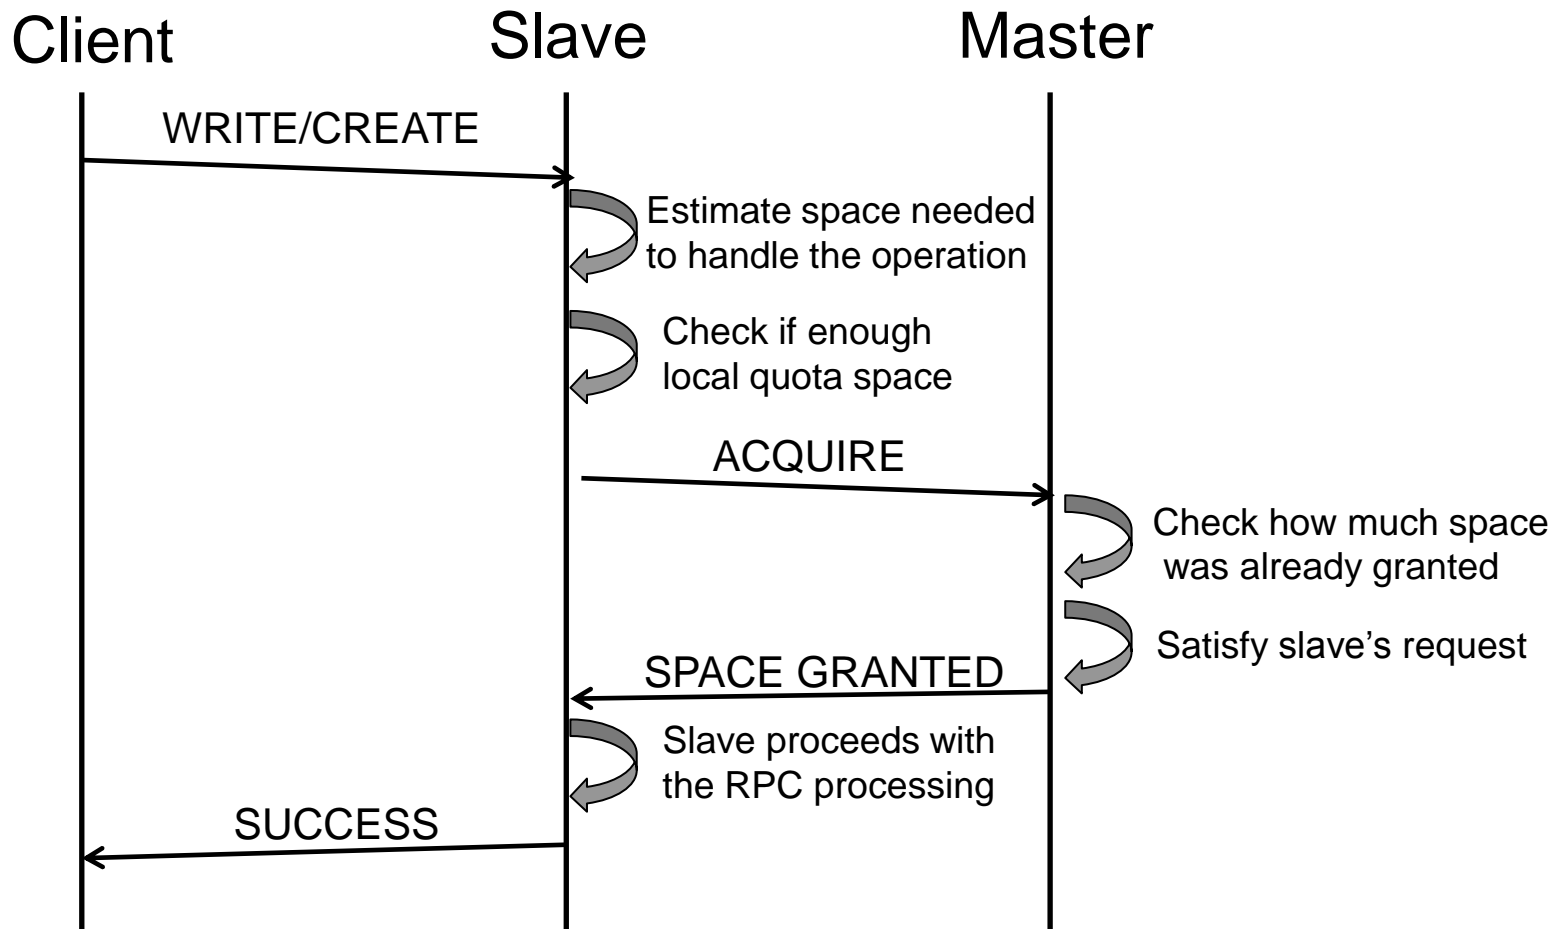 Client
Slave
Master
WRITE/CREATE
Estimate space needed
to handle the operation
Check if enough
local quota space
ACQUIRE
Check how much space
was already granted
Satisfy slave’s request
SPACE GRANTED
Slave proceeds with
the RPC processing
SUCCESS